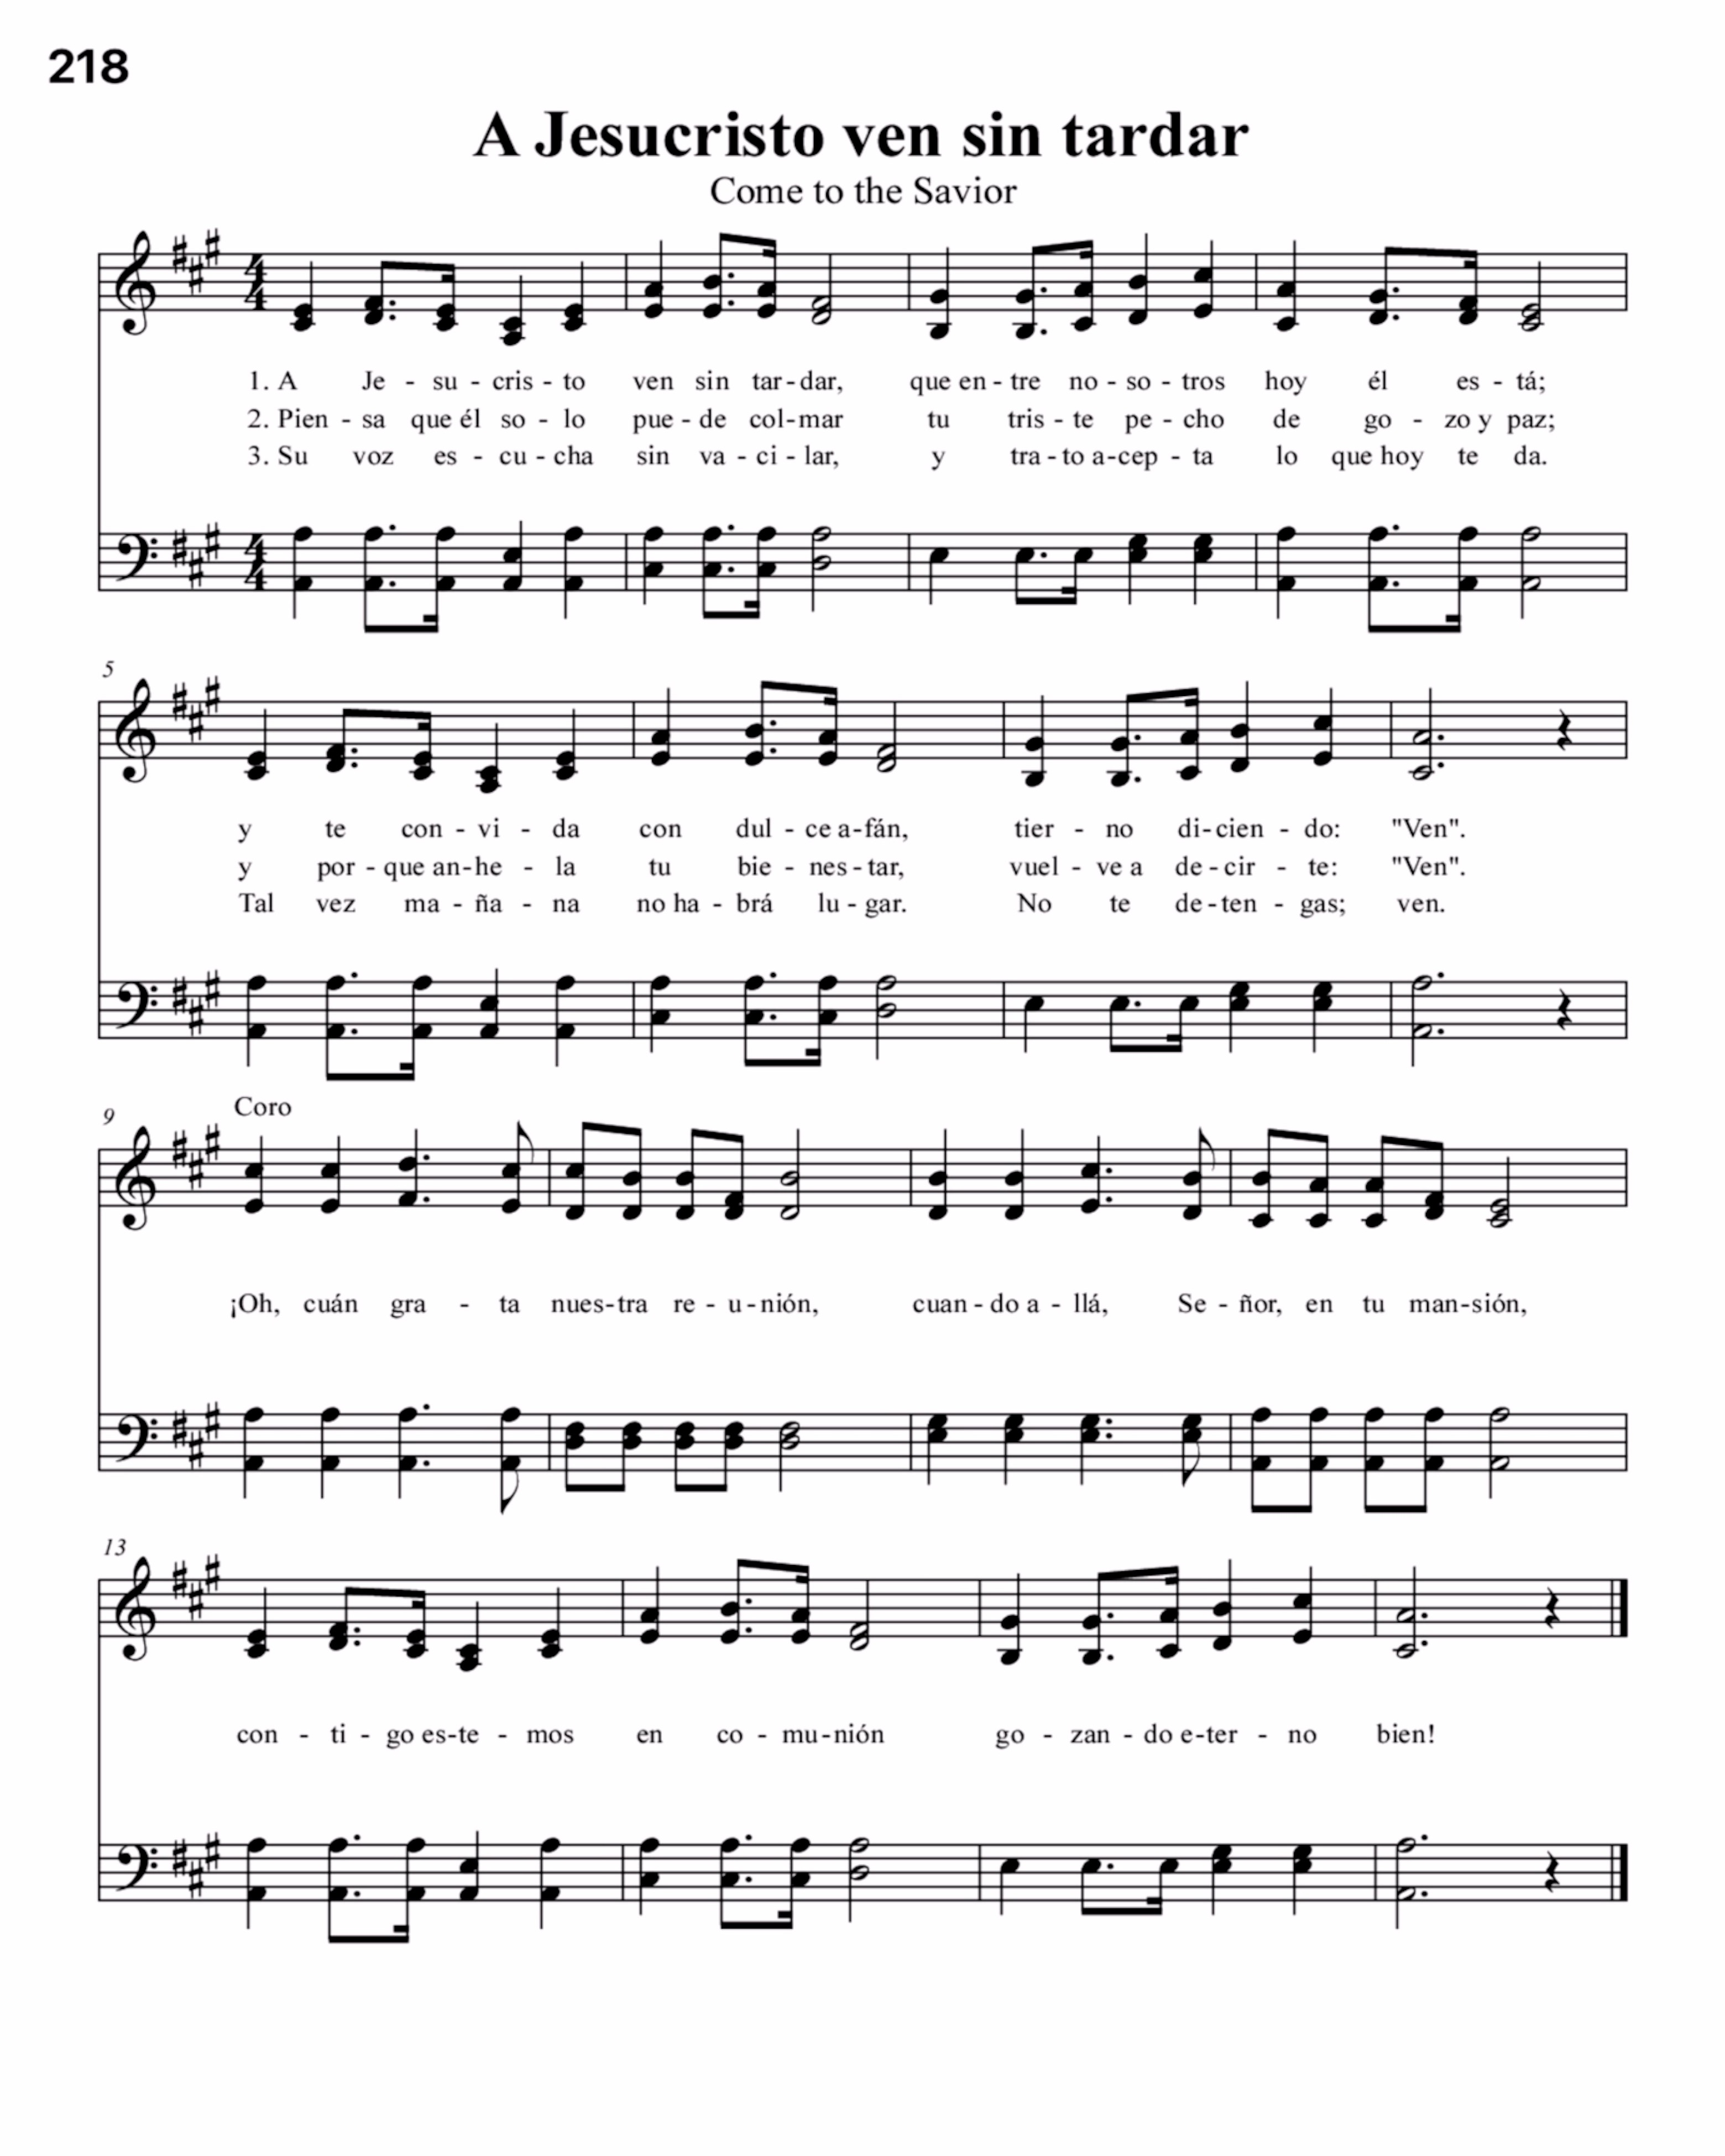 218
A Jesucristo ven sin tardar
Come to the Savior
1. A Je - su - cris - to ven sin tar - dar, que en - tre no - so - tros hoy él es - tá;
2. Pien - sa que él so - lo pue - de col - mar tu tris - te pe - cho de go - zo y paz;
3. Su voz es - cu - cha sin va - ci - lar, y tra - to a - cep - ta lo que hoy te da.
5
y te con - vi - da con dul - ce a - fán, tier - no di - cien - do: "Ven".
y por - que an - he - la tu bie - nes - tar, vuel - ve a de - cir - te: "Ven".
Tal vez ma - ña - na no ha - brá lu - gar. No te de - ten - gas; ven.
9 Coro
¡Oh, cuán gra - ta nues - tra re - u - nión, cuan - do a - llá, Se - ñor, en tu man - sión,
13
con - ti - go es - te - mos en co - mu - nión go - zan - do e - ter - no bien!